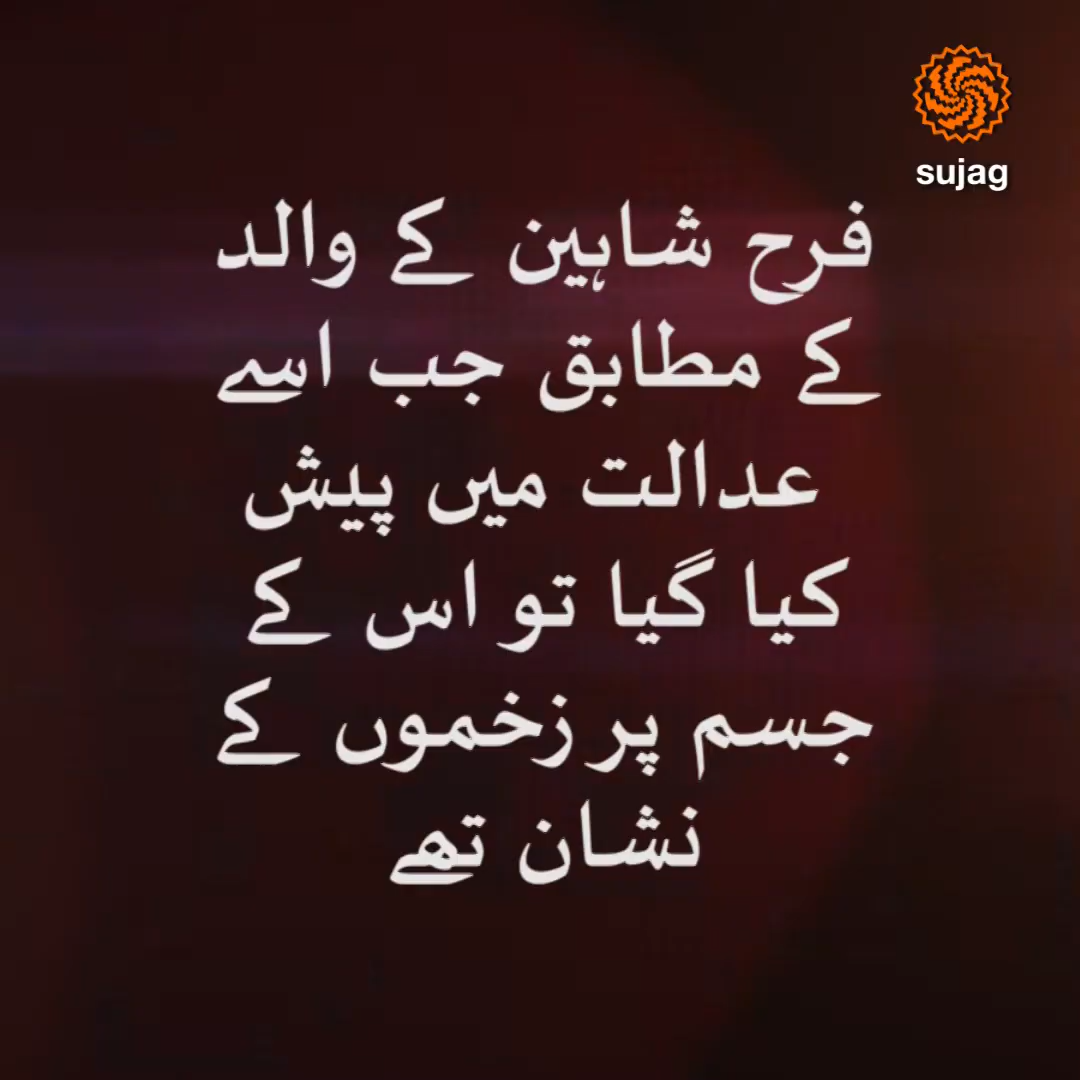 sujag
فرح شاہین کے والد
کے مطابق جب اسے
عدالت میں پیش
کیا گیا تو اس کے
جسم پر زخموں کے
نشان تھے